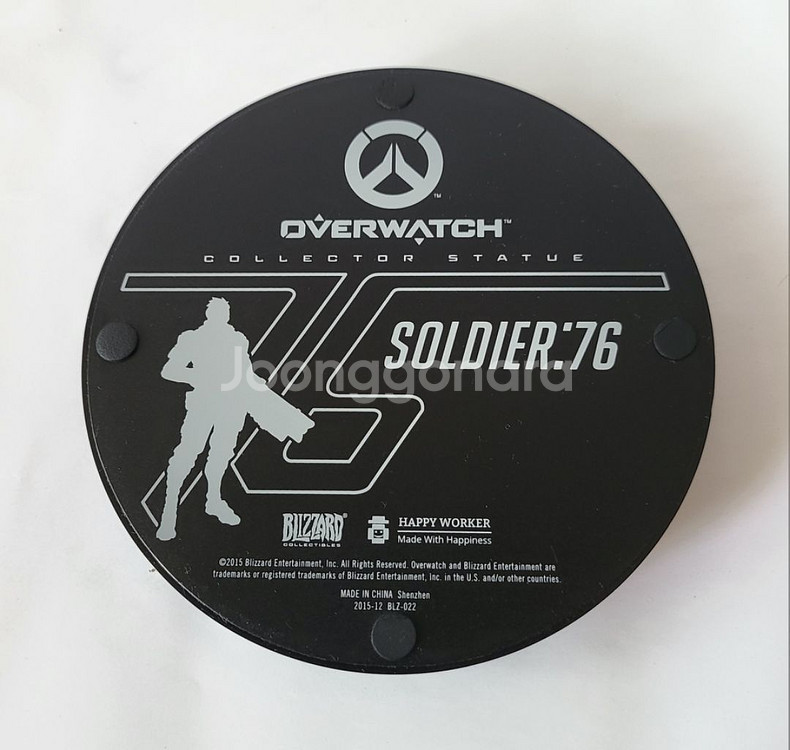 ™
OVERWATCH™
COLLECTOR STATUE
76
SOLDIER:76
Joonggonara
BLIZZARD®
COLLECTIBLES
HAPPY WORKER
Made With Happiness
©2015 Blizzard Entertainment, Inc. All Rights Reserved. Overwatch and Blizzard Entertainment are
trademarks or registered trademarks of Blizzard Entertainment, Inc. in the U.S. and/or other countries.
MADE IN CHINA Shenzhen
2015-12 BLZ-022